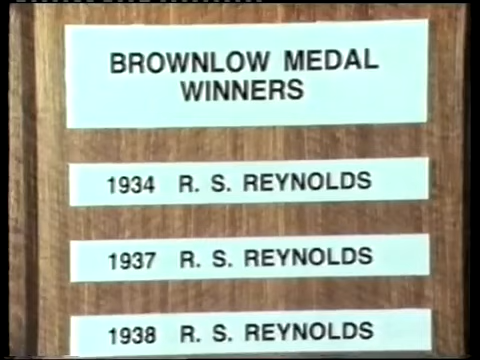 BROWNLOW MEDAL
WINNERS
1934 R. S. REYNOLDS
1937 R. S. REYNOLDS
1938 R. S. REYNOLDS